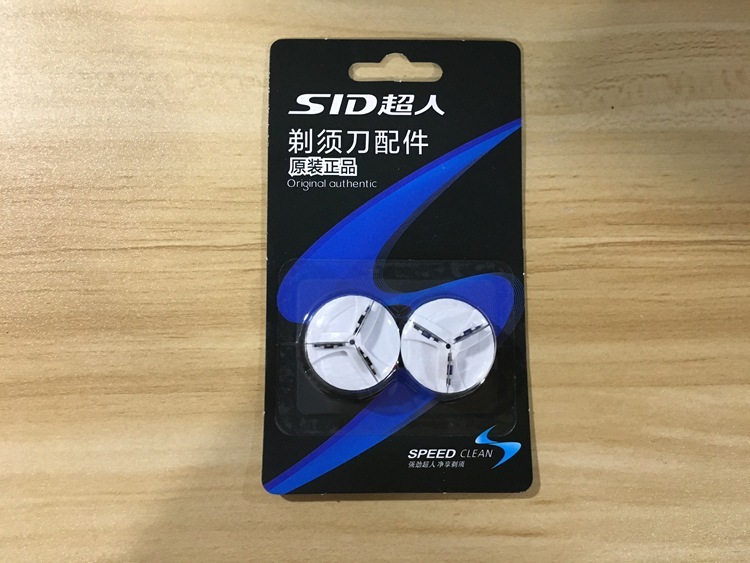 SID超人
剃须刀配件
原装正品
Original authentic
SPEED CLEAN
强劲超人 净享剃须